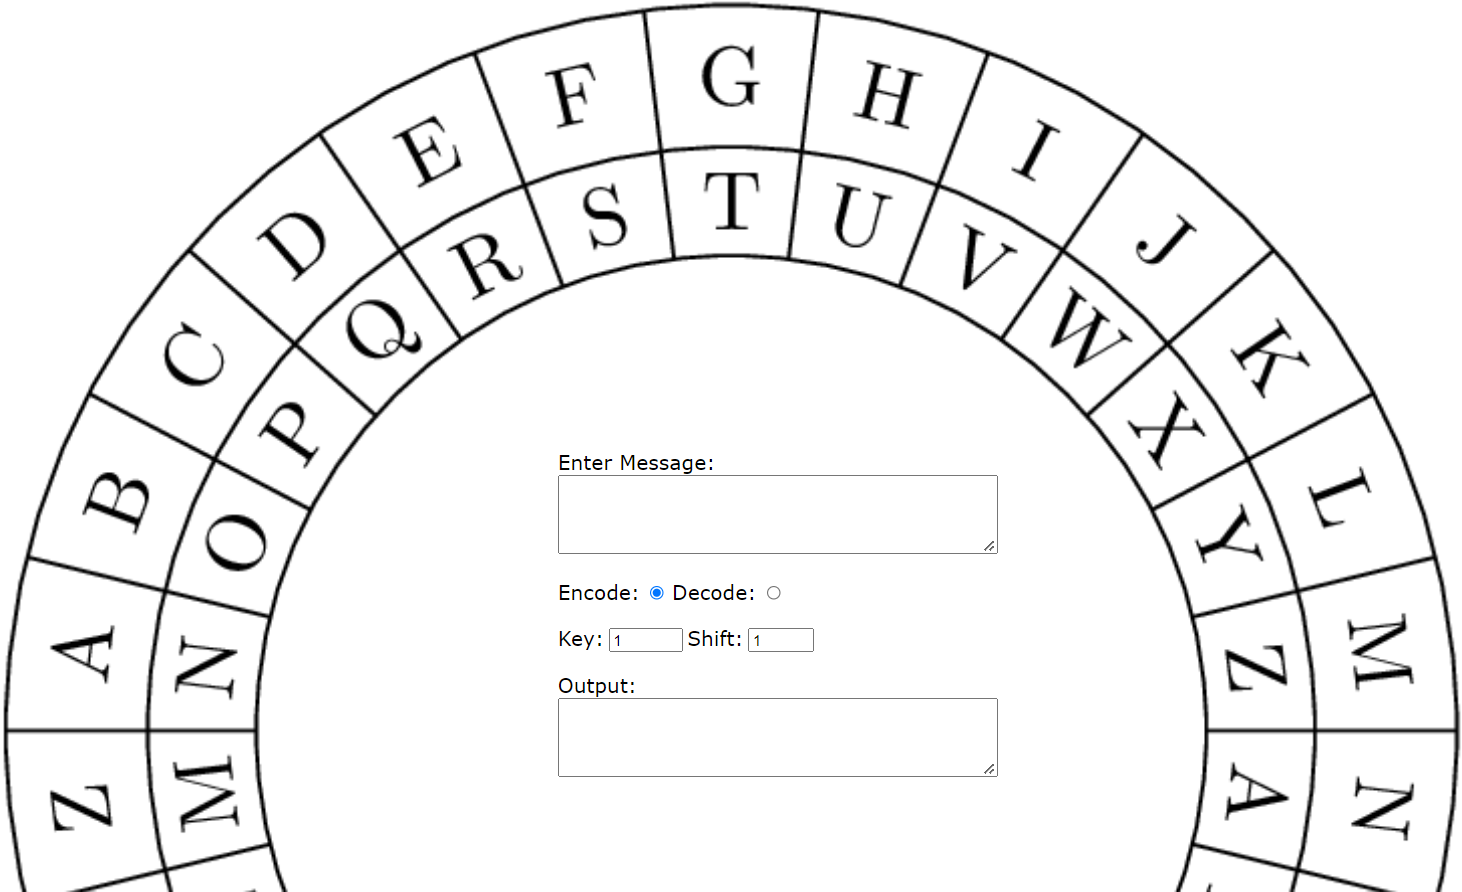 Z A B C D E F G H I J K L M N
M N O P Q R S T U V W X Y Z A
Enter Message:
Encode: Decode:
Key: 1 Shift: 1
Output: